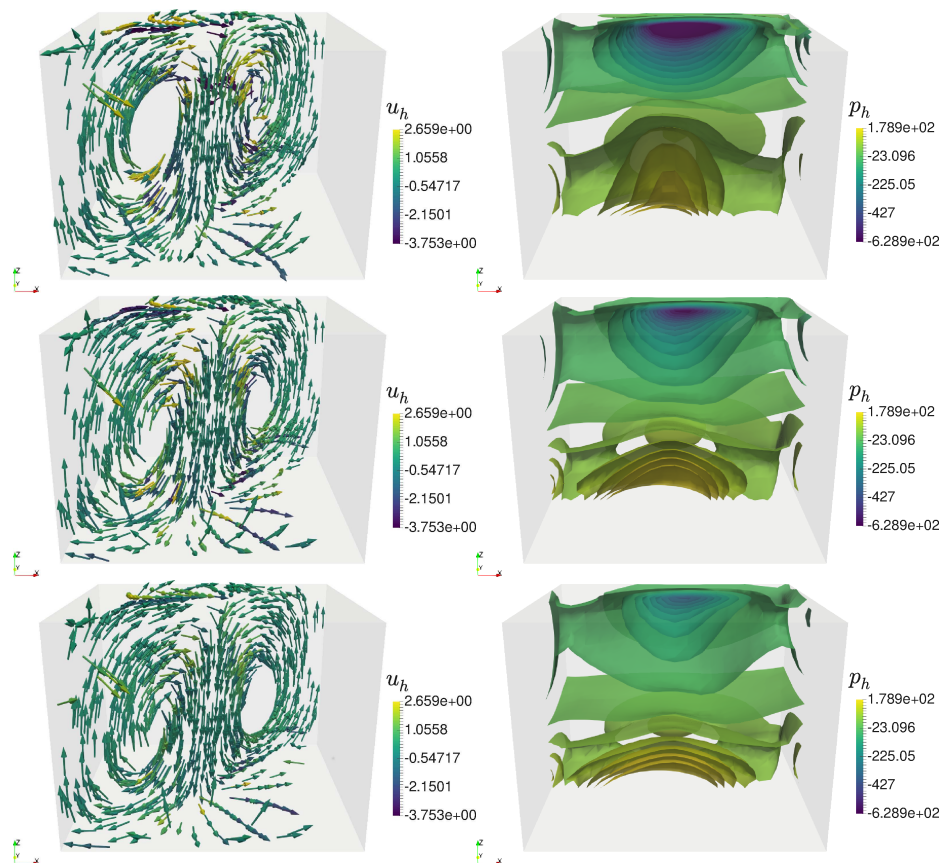 u_h
2.659e+00
1.0558
-0.54717
-2.1501
-3.753e+00
Z
Y
X
p_h
1.789e+02
-23.096
-225.05
-427
-6.289e+02
Z
Y
X
u_h
2.659e+00
1.0558
-0.54717
-2.1501
-3.753e+00
Z
Y
X
p_h
1.789e+02
-23.096
-225.05
-427
-6.289e+02
Z
Y
X
u_h
2.659e+00
1.0558
-0.54717
-2.1501
-3.753e+00
Z
Y
X
p_h
1.789e+02
-23.096
-225.05
-427
-6.289e+02
Z
Y
X